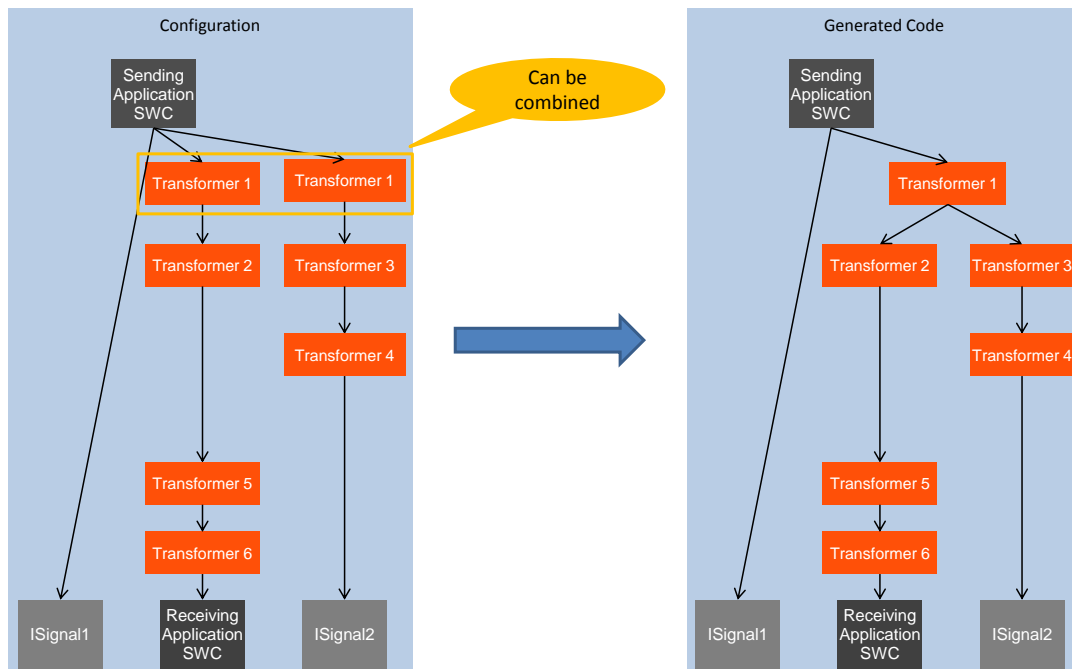 Configuration
Sending
Application
SWC
Can be
combined
Transformer 1
Transformer 1
Transformer 2
Transformer 3
Transformer 4
Transformer 5
Transformer 6
ISignal1
Receiving
Application
SWC
ISignal2
Generated Code
Sending
Application
SWC
Transformer 1
Transformer 2
Transformer 3
Transformer 4
Transformer 5
Transformer 6
ISignal1
Receiving
Application
SWC
ISignal2